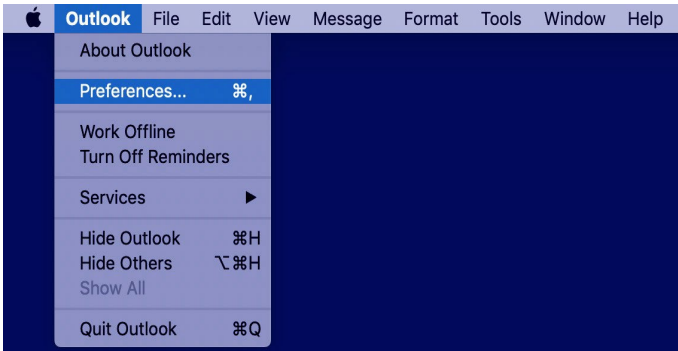 Outlook File Edit View Message Format Tools Window Help
About Outlook
Preferences... ⌘,
Work Offline
Turn Off Reminders
Services ▶
Hide Outlook ⌘H
Hide Others ⌥⌘H
Show All
Quit Outlook ⌘Q